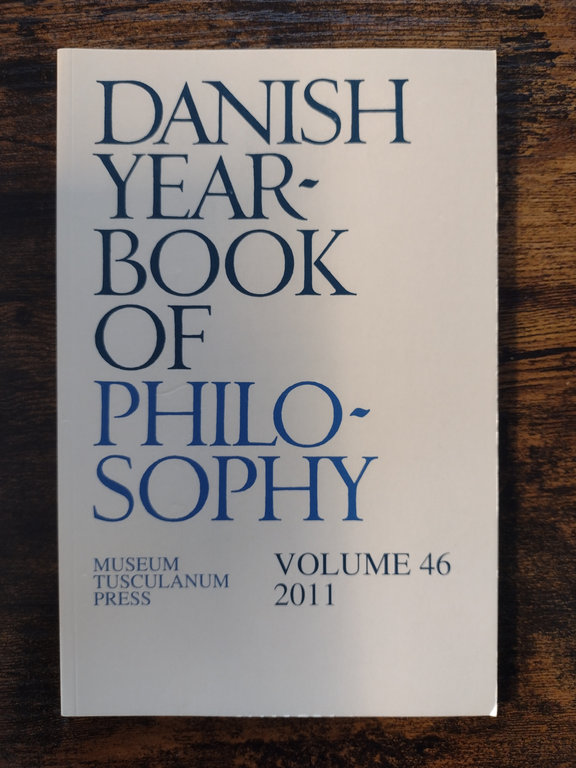 DANISH
YEAR-
BOOK
OF
PHILO-
SOPHY
MUSEUM
TUSCULANUM
PRESS
VOLUME 46
2011